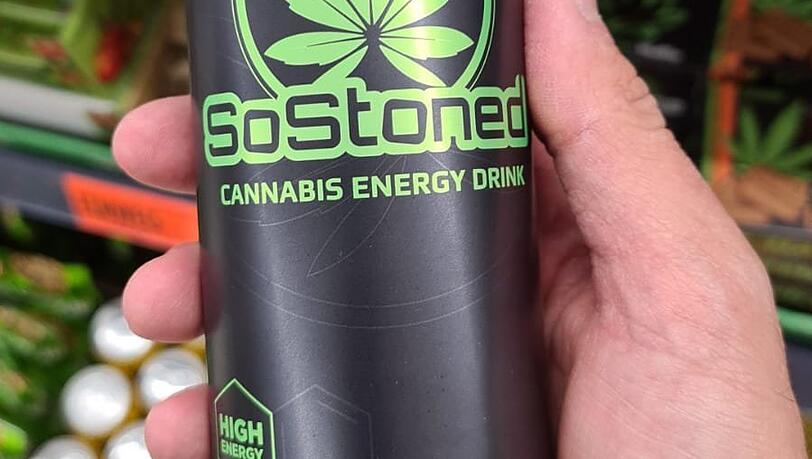 SoStoned
CANNABIS ENERGY DRINK
HIGH
ENERGY